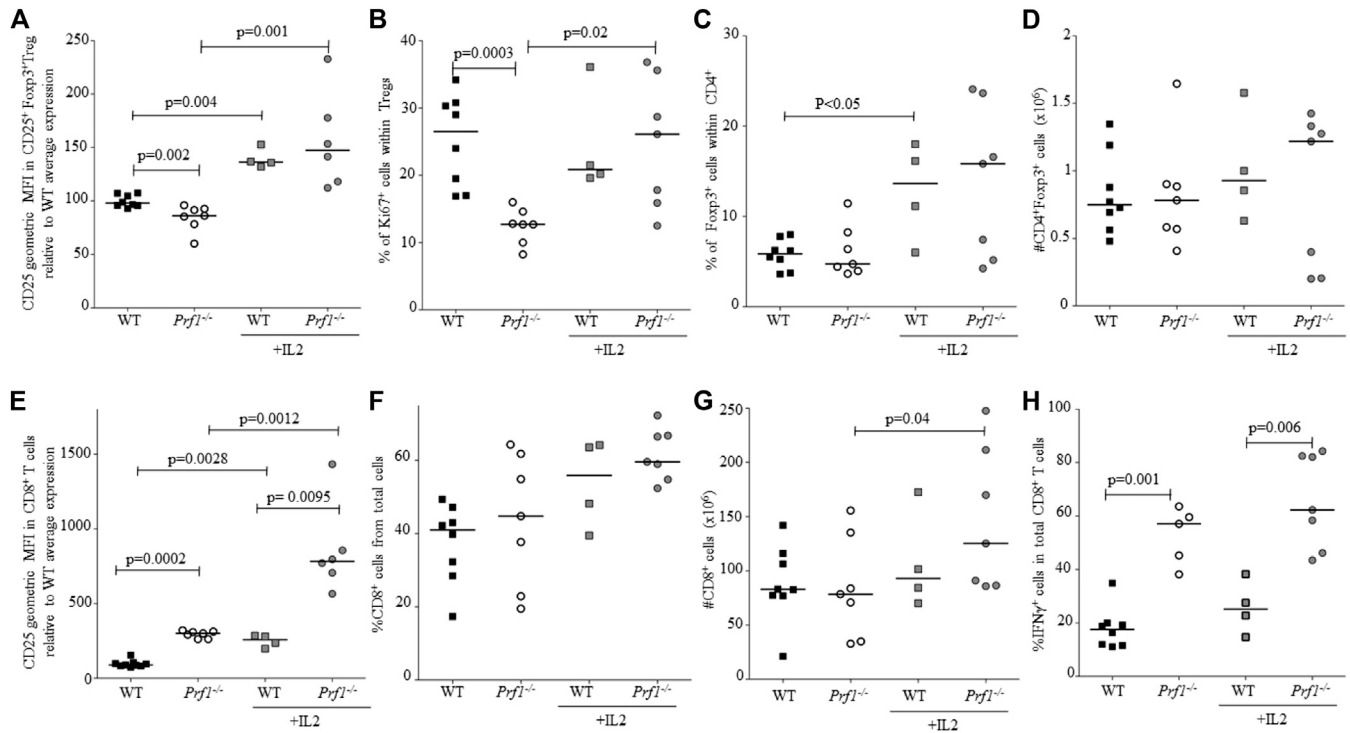 A
CD25 geometric MFI in CD25⁺ Foxp3⁺Treg
relative to WT average expression
250
200
150
100
50
0
p=0.001
p=0.004
p=0.002
WT
Prf1⁻/⁻
WT
Prf1⁻/⁻
+IL2
B
% of Ki67⁺ cells within Tregs
40
30
20
10
0
p=0.02
p=0.0003
WT
Prf1⁻/⁻
WT
Prf1⁻/⁻
+IL2
C
% of Foxp3⁺ cells within CD4⁺
30
20
10
0
P<0.05
WT
Prf1⁻/⁻
WT
Prf1⁻/⁻
+IL2
D
#CD4⁺Foxp3⁺ cells (x10⁶)
2
1.5
1
0.5
0
WT
Prf1⁻/⁻
WT
Prf1⁻/⁻
+IL2
E
CD25 geometric MFI in CD8⁺ T cells
relative to WT average expression
1500
1000
500
0
p=0.0012
p=0.0028
p= 0.0095
p=0.0002
WT
Prf1⁻/⁻
WT
Prf1⁻/⁻
+IL2
F
%CD8⁺ cells from total cells
60
40
20
0
WT
Prf1⁻/⁻
WT
Prf1⁻/⁻
+IL2
G
#CD8⁺ cells (x10⁶)
250
200
150
100
50
0
p=0.04
WT
Prf1⁻/⁻
WT
Prf1⁻/⁻
+IL2
H
%IFNγ⁺ cells in total CD8⁺ T cells
100
80
60
40
20
0
p=0.006
p=0.001
WT
Prf1⁻/⁻
WT
Prf1⁻/⁻
+IL2